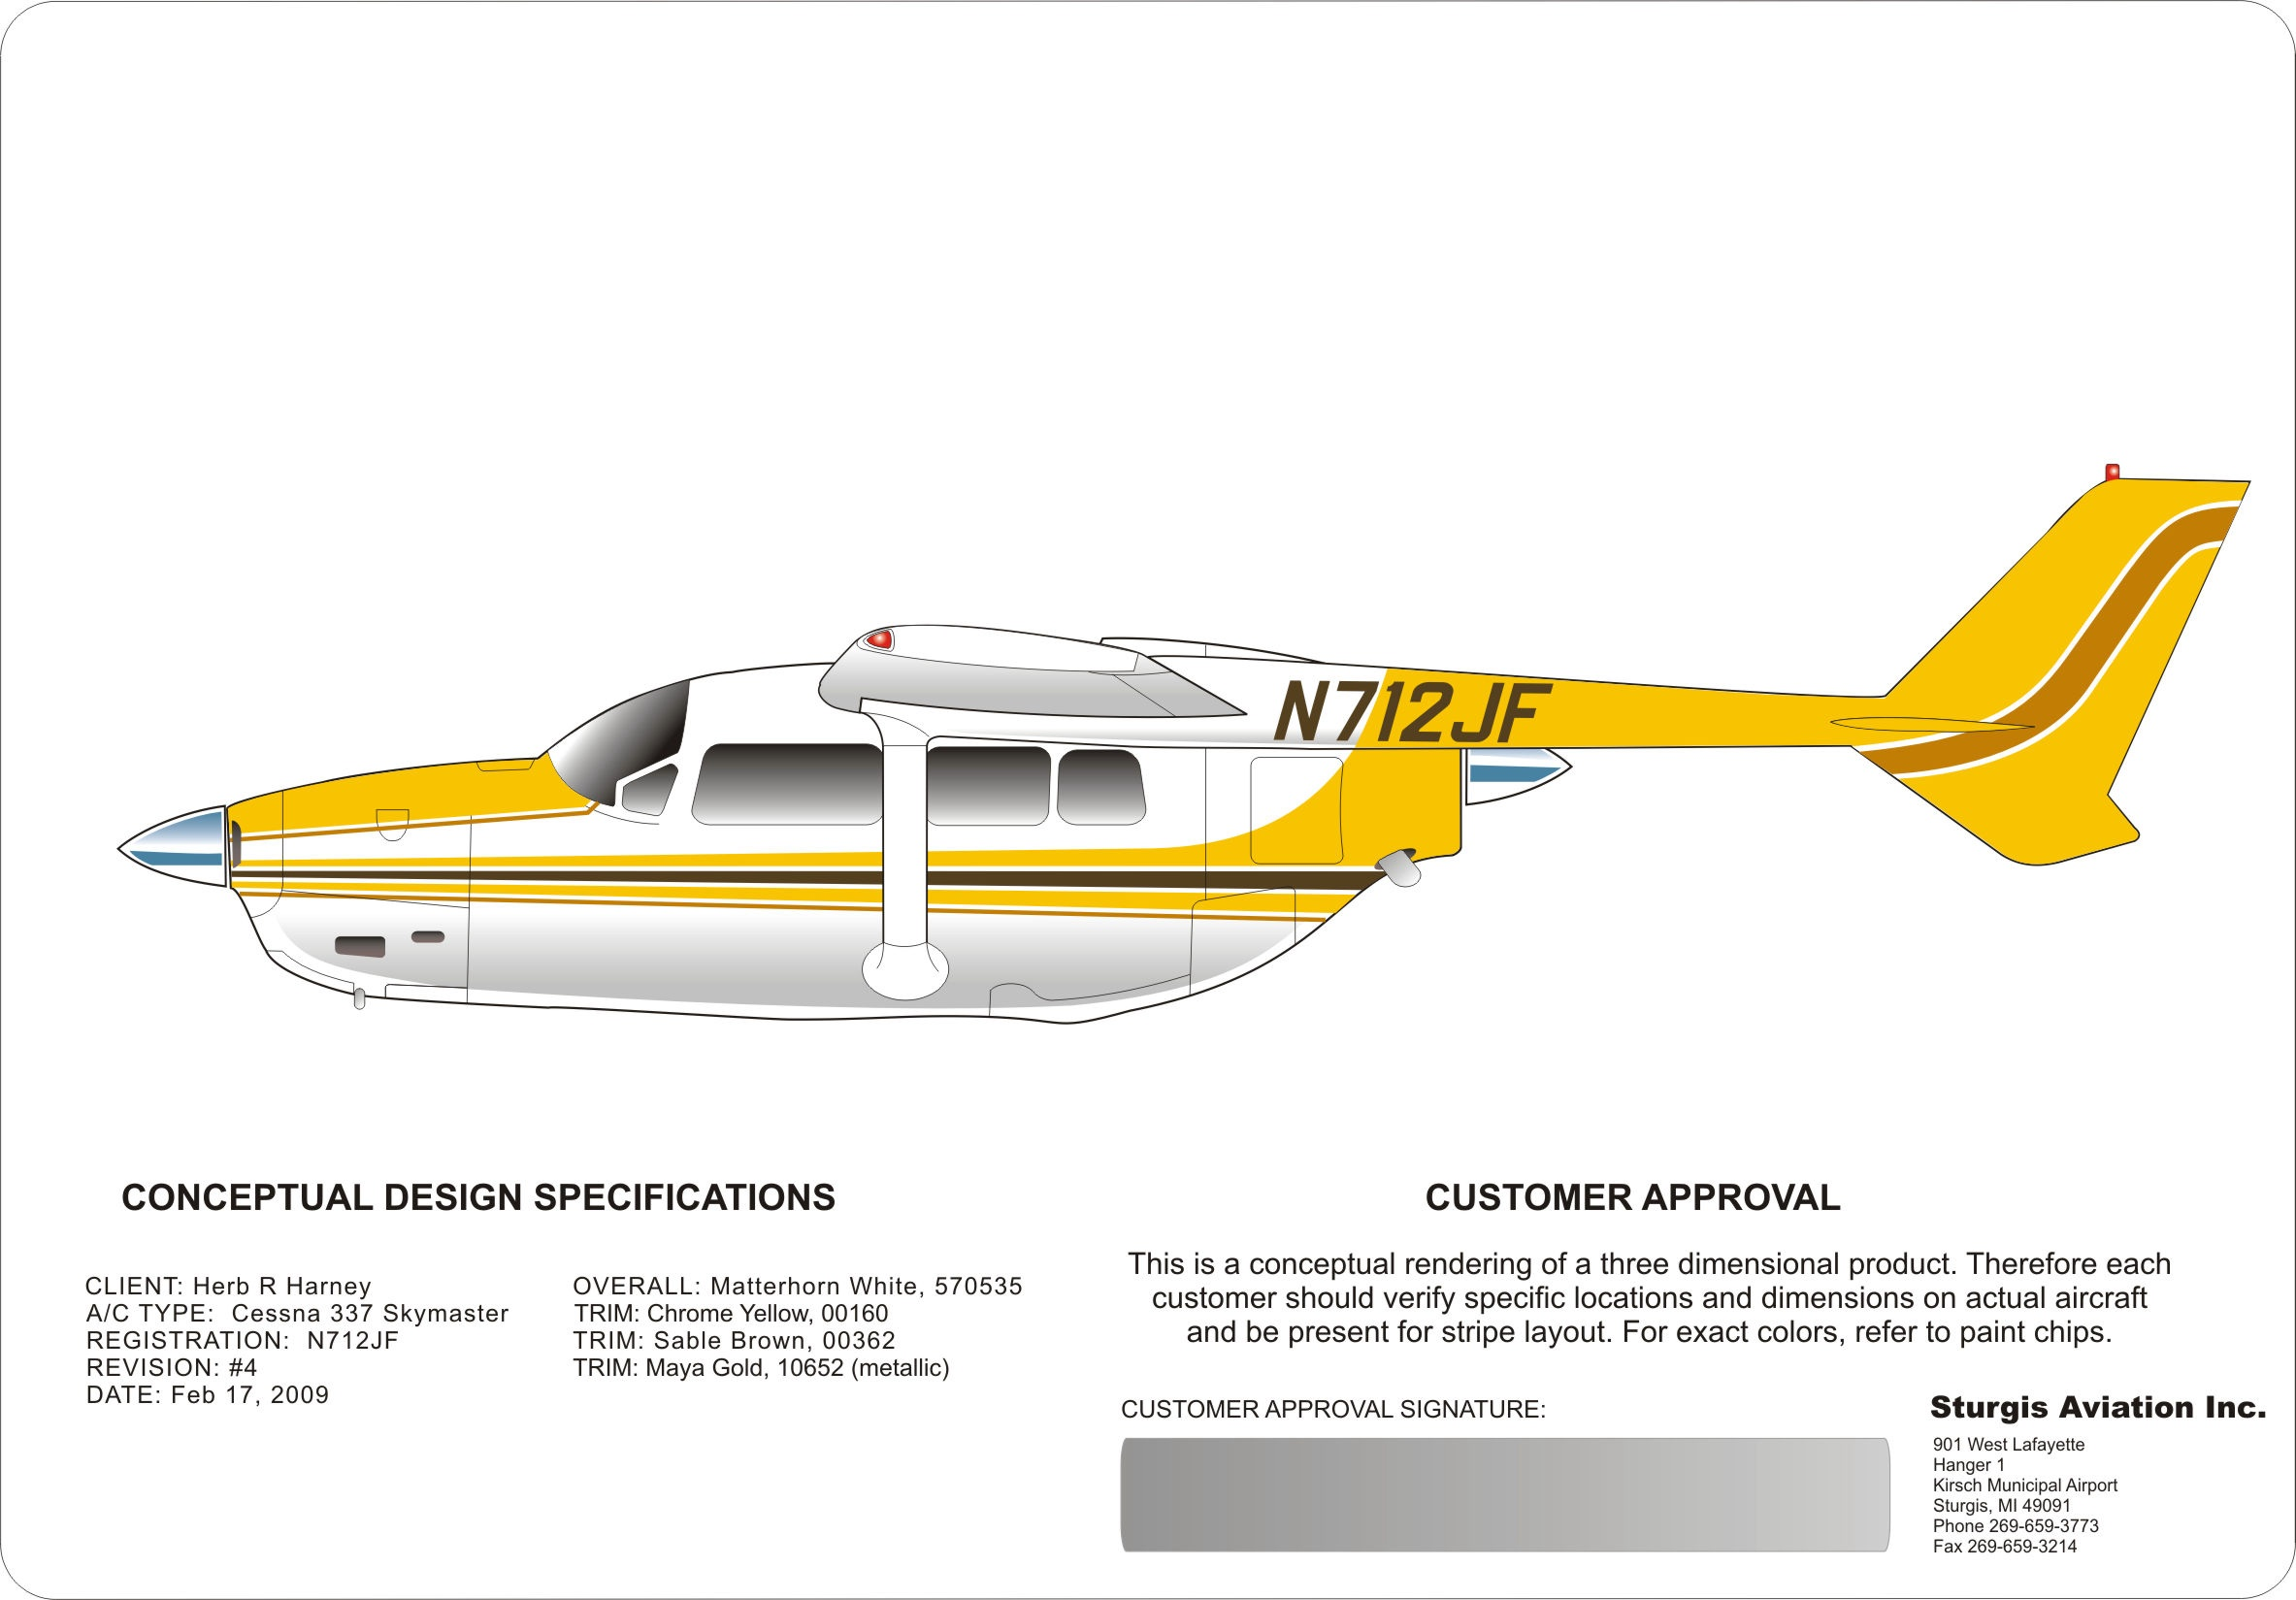 N712JF
CONCEPTUAL DESIGN SPECIFICATIONS
CLIENT: Herb R Harney
A/C TYPE: Cessna 337 Skymaster
REGISTRATION: N712JF
REVISION: #4
DATE: Feb 17, 2009
OVERALL: Matterhorn White, 570535
TRIM: Chrome Yellow, 00160
TRIM: Sable Brown, 00362
TRIM: Maya Gold, 10652 (metallic)
CUSTOMER APPROVAL
This is a conceptual rendering of a three dimensional product. Therefore each
customer should verify specific locations and dimensions on actual aircraft
and be present for stripe layout. For exact colors, refer to paint chips.
CUSTOMER APPROVAL SIGNATURE:
Sturgis Aviation Inc.
901 West Lafayette
Hanger 1
Kirsch Municipal Airport
Sturgis, MI 49091
Phone 269-659-3773
Fax 269-659-3214